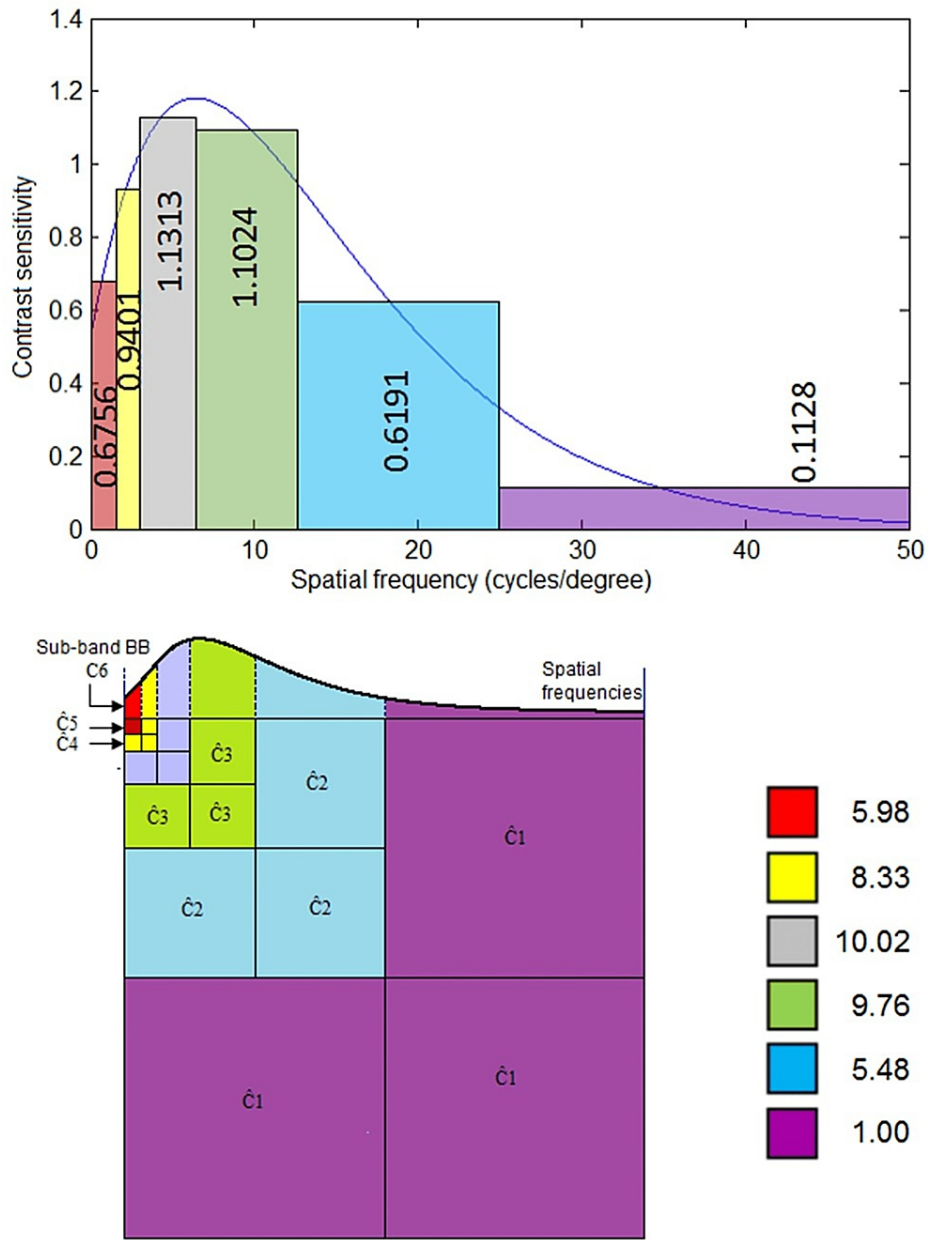 1.4
1.2
1
0.8
0.6
0.4
0.2
0
Contrast sensitivity
0.6756
0.9401
1.1313
1.1024
0.6191
0.1128
0 10 20 30 40 50
Spatial frequency (cycles/degree)
Sub-band BB
C6
Ĉ5
Ĉ4
Spatial
frequencies
Ĉ3
Ĉ2
Ĉ1
Ĉ3 Ĉ3
Ĉ2 Ĉ2
Ĉ1 Ĉ1
5.98
8.33
10.02
9.76
5.48
1.00